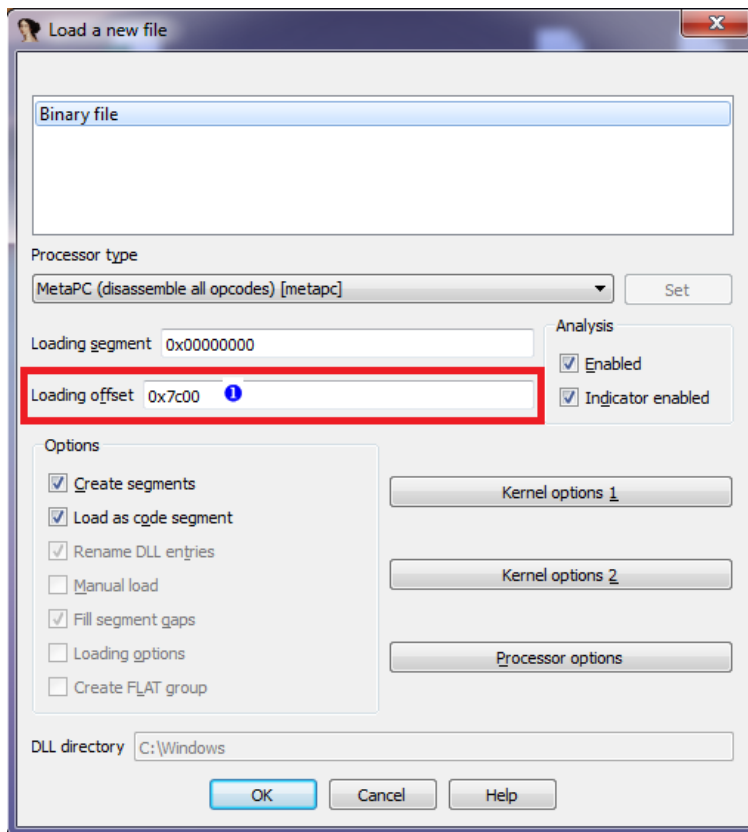 Load a new file
Binary file
Processor type
MetaPC (disassemble all opcodes) [metapc]
Set
Loading segment 0x00000000
Analysis
Enabled
Loading offset 0x7c00 ❶
Indicator enabled
Options
Create segments
Kernel options 1
Load as code segment
Rename DLL entries
Manual load
Kernel options 2
Fill segment gaps
Loading options
Processor options
Create FLAT group
DLL directory C:\Windows
OK Cancel Help